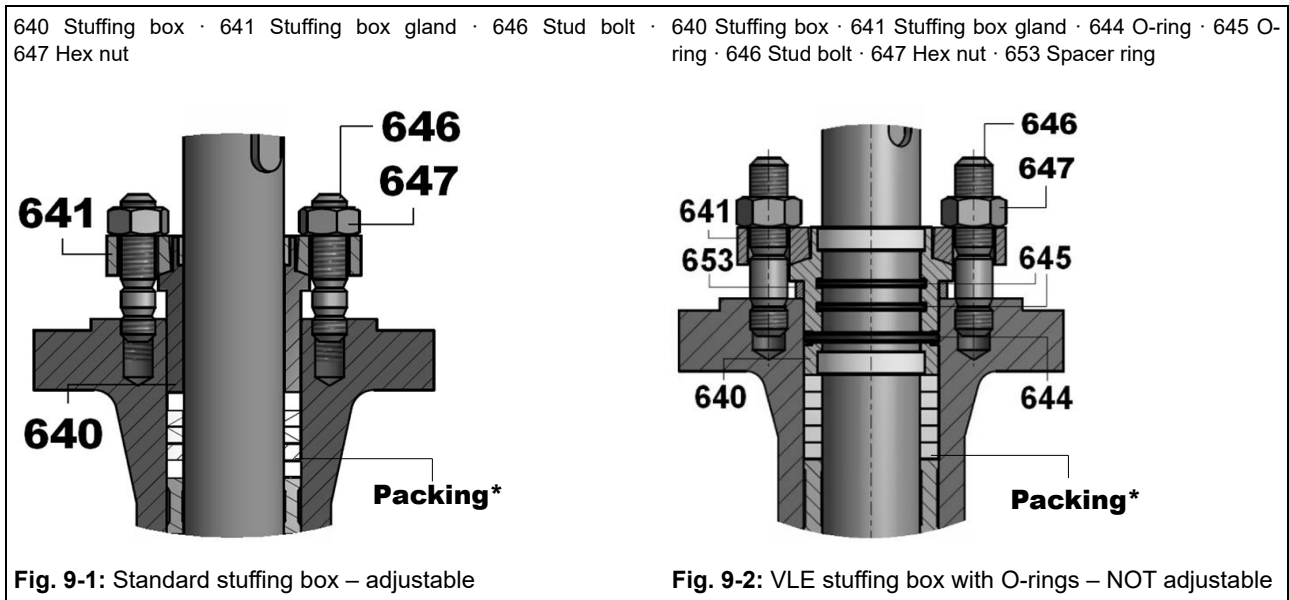 640 Stuffing box · 641 Stuffing box gland · 646 Stud bolt ·
647 Hex nut
640 Stuffing box · 641 Stuffing box gland · 644 O-ring · 645 O-
ring · 646 Stud bolt · 647 Hex nut · 653 Spacer ring
646
647
641
640
Packing*
646
647
641
653
645
640
644
Packing*
Fig. 9-1: Standard stuffing box – adjustable
Fig. 9-2: VLE stuffing box with O-rings – NOT adjustable